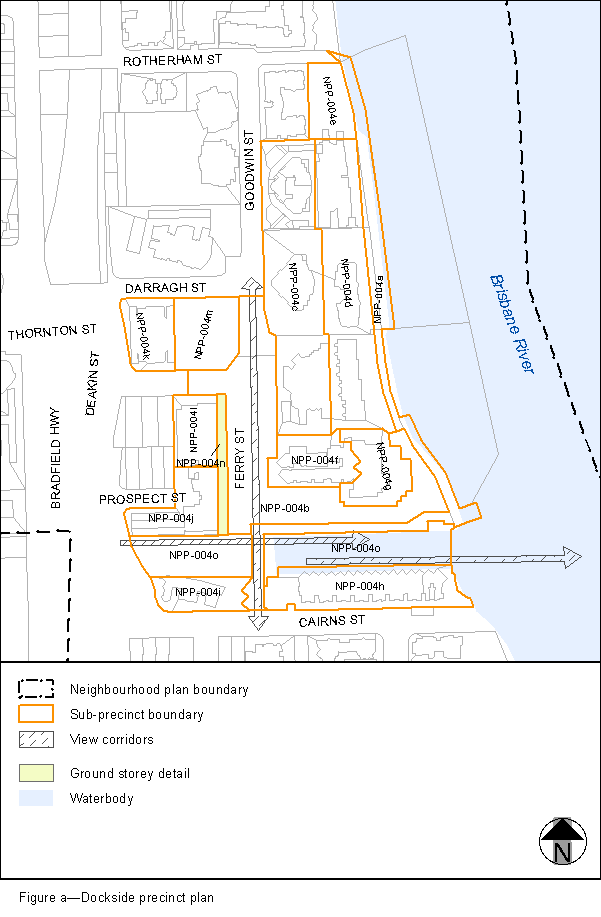 ROTHERHAM ST
NPP-004e
GOODWIN ST
NPP-004c
NPP-004d
NPP-004a
Brisbane River
DARRAGH ST
THORNTON ST
NPP-004k
NPP-004m
DEAKIN ST
BRADFIELD HWY
NPP-004l
NPP-004n
FERRY ST
NPP-004f
NPP-004g
PROSPECT ST
NPP-004j
NPP-004b
NPP-004o
NPP-004o
NPP-004i
NPP-004h
CAIRNS ST
Neighbourhood plan boundary
Sub-precinct boundary
View corridors
Ground storey detail
Waterbody
N
Figure a—Dockside precinct plan